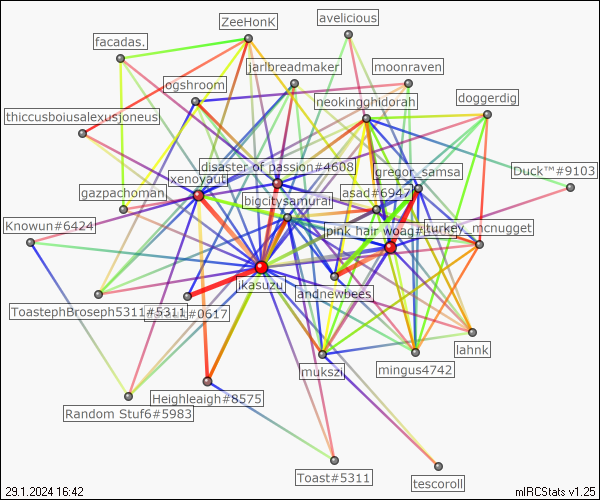 avelicious
ZeeHonK
facadas.
jarlbreadmaker
moonraven
ogshroom
neokingghidorah
doggerdig
thiccusboiusalexusjoneus
disaster of passion#4608
gregor_samsa
Duck™#9103
xenoyaut
gazpachoman
asad#6947
bigcitysamurai
Knowun#6424
pink hair woag#
turkey_mcnugget
ikasuzu
andnewbees
ToastephBroseph5311#5311
#0617
lahnk
mukszi
mingus4742
Heighleaigh#8575
Random Stuf6#5983
Toast#5311
tescoroll
29.1.2024 16:42
mIRCStats v1.25